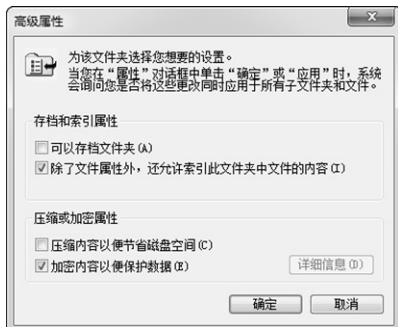 高级属性
为该文件夹选择您想要的设置。
当您在“属性”对话框中单击“确定”或“应用”时，系统
会询问您是否将这些更改同时应用于所有子文件夹和文件。
存档和索引属性
可以存档文件夹(A)
除了文件属性外，还允许索引此文件夹中文件的内容(I)
压缩或加密属性
压缩内容以便节省磁盘空间(C)
加密内容以便保护数据(E)
详细信息(D)
确定
取消